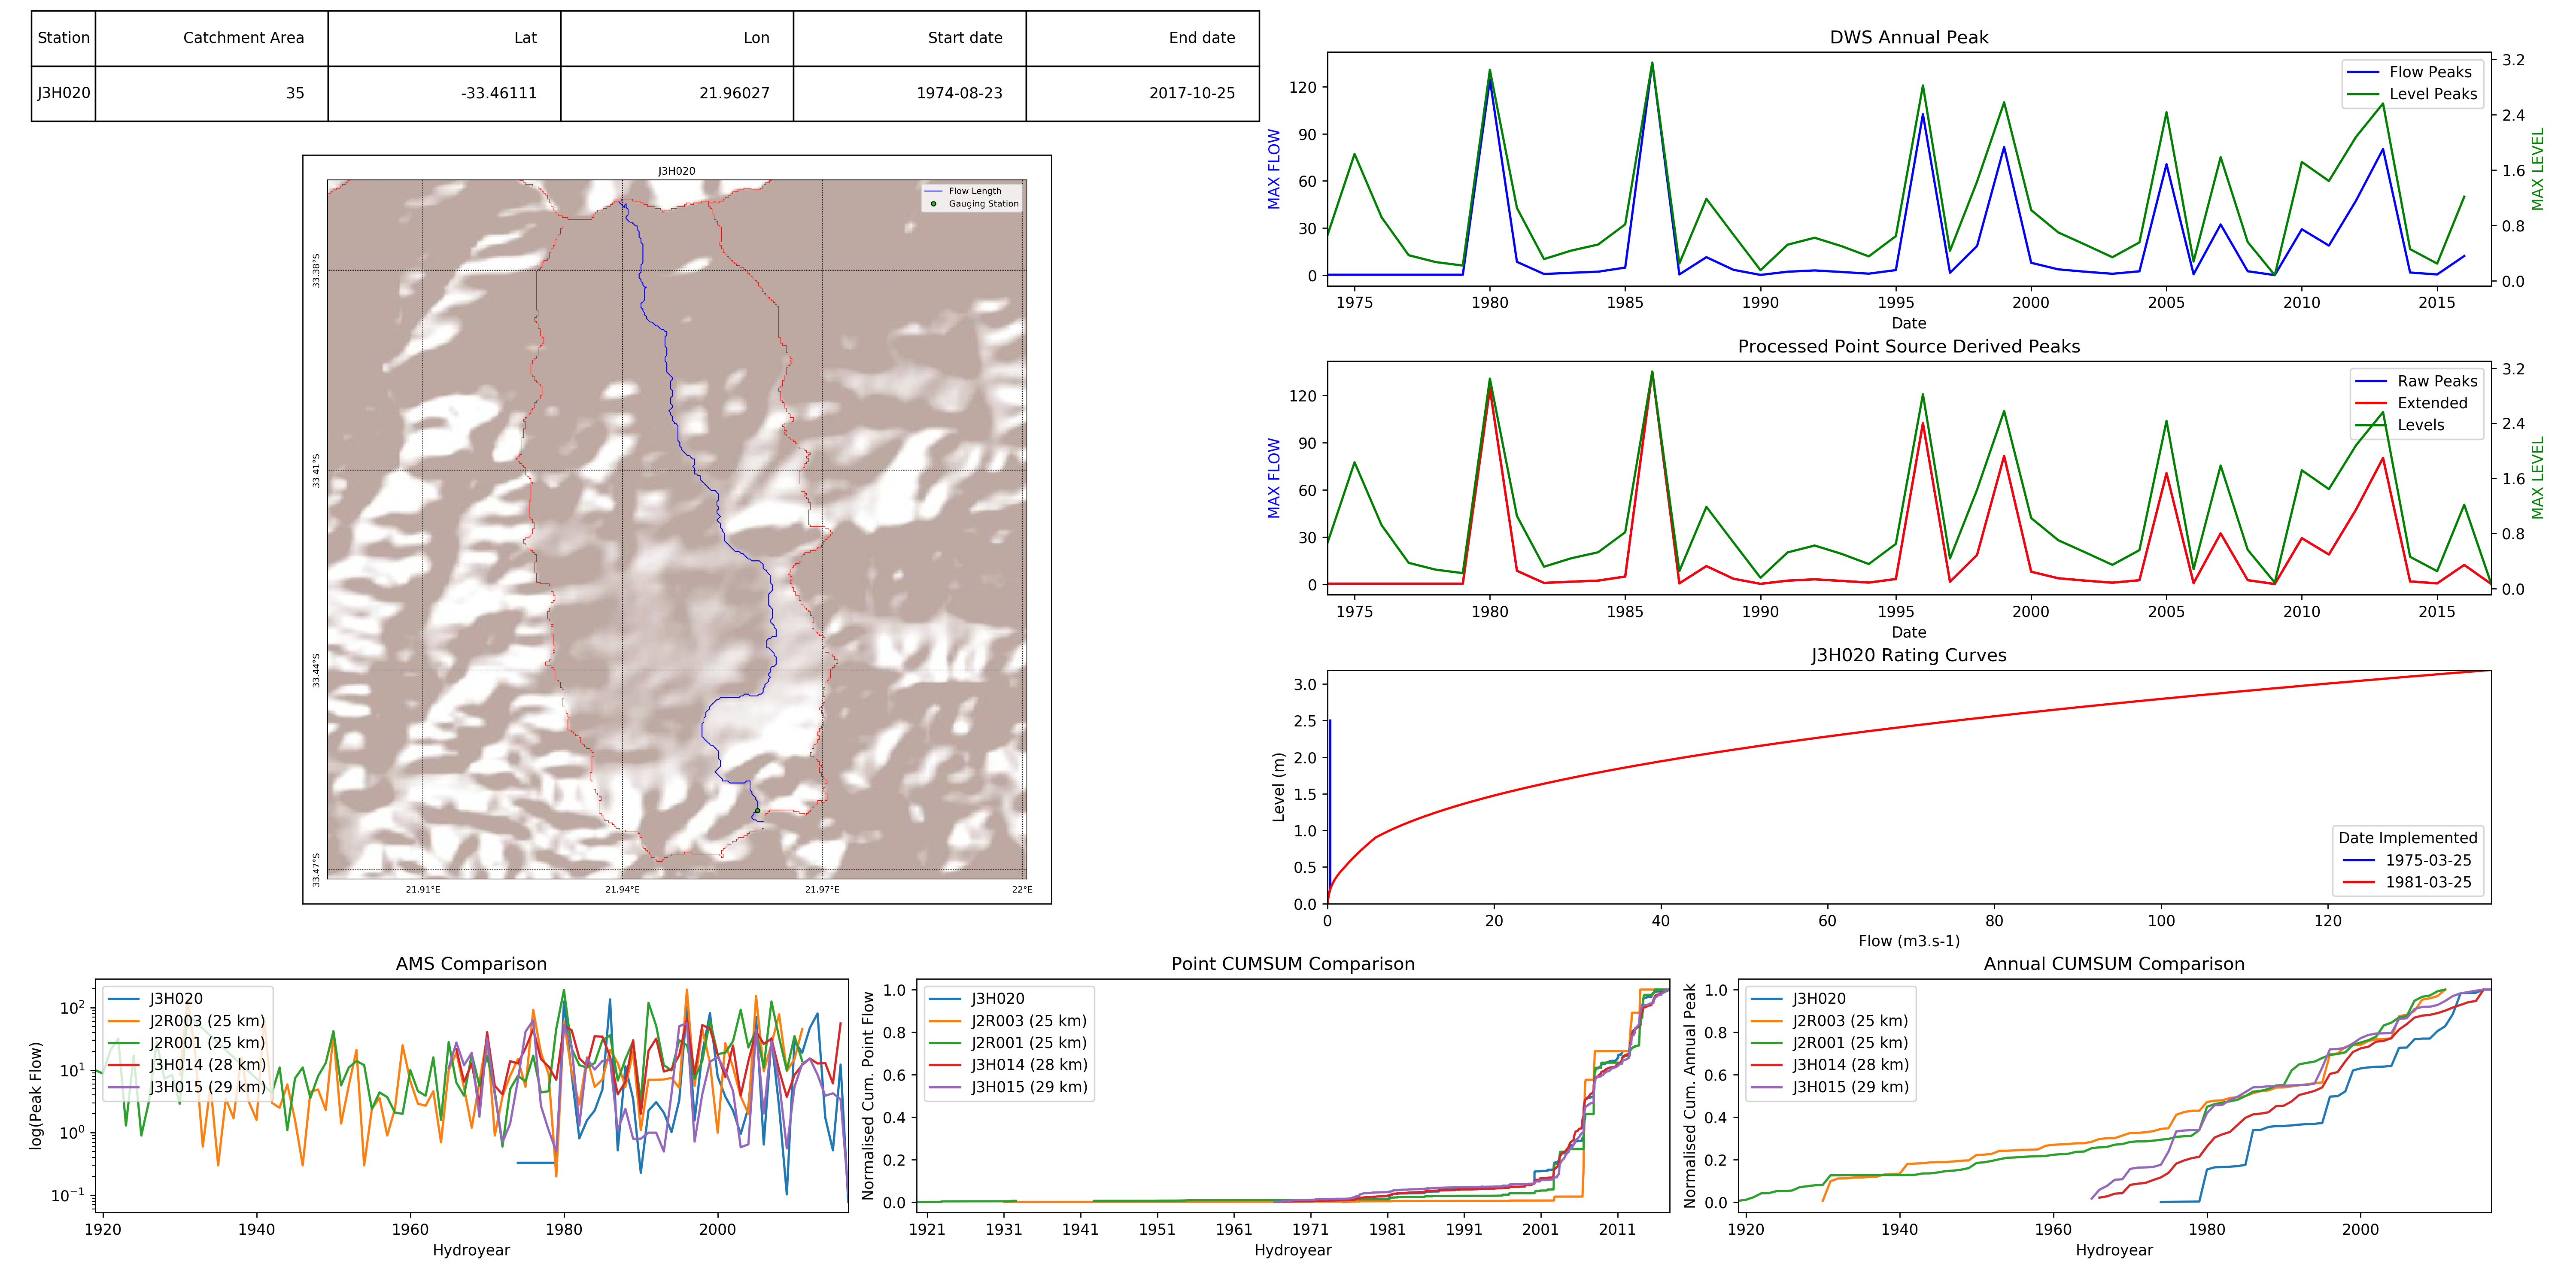 Station Catchment Area Lat Lon Start date End date
J3H020 35 -33.46111 21.96027 1974-08-23 2017-10-25
J3H020
Flow Length
Gauging Station
33.38°S
33.41°S
33.44°S
33.47°S
21.91°E 21.94°E 21.97°E 22°E
DWS Annual Peak
Flow Peaks
Level Peaks
MAX FLOW
120
90
60
30
0
3.2
2.4
1.6
0.8
0.0
MAX LEVEL
1975 1980 1985 1990 1995 2000 2005 2010 2015
Date
Processed Point Source Derived Peaks
Raw Peaks
Extended
Levels
MAX FLOW
120
90
60
30
0
3.2
2.4
1.6
0.8
0.0
MAX LEVEL
1975 1980 1985 1990 1995 2000 2005 2010 2015
Date
J3H020 Rating Curves
Level (m)
3.0
2.5
2.0
1.5
1.0
0.5
0.0
Date Implemented
1975-03-25
1981-03-25
0 20 40 60 80 100 120
Flow (m3.s-1)
AMS Comparison
J3H020
J2R003 (25 km)
J2R001 (25 km)
J3H014 (28 km)
J3H015 (29 km)
log(Peak Flow)
10²
10¹
10⁰
10⁻¹
1920 1940 1960 1980 2000
Hydroyear
Point CUMSUM Comparison
J3H020
J2R003 (25 km)
J2R001 (25 km)
J3H014 (28 km)
J3H015 (29 km)
Normalised Cum. Point Flow
1.0
0.8
0.6
0.4
0.2
0.0
1921 1931 1941 1951 1961 1971 1981 1991 2001 2011
Hydroyear
Annual CUMSUM Comparison
J3H020
J2R003 (25 km)
J2R001 (25 km)
J3H014 (28 km)
J3H015 (29 km)
Normalised Cum. Annual Peak
1.0
0.8
0.6
0.4
0.2
0.0
1920 1940 1960 1980 2000
Hydroyear